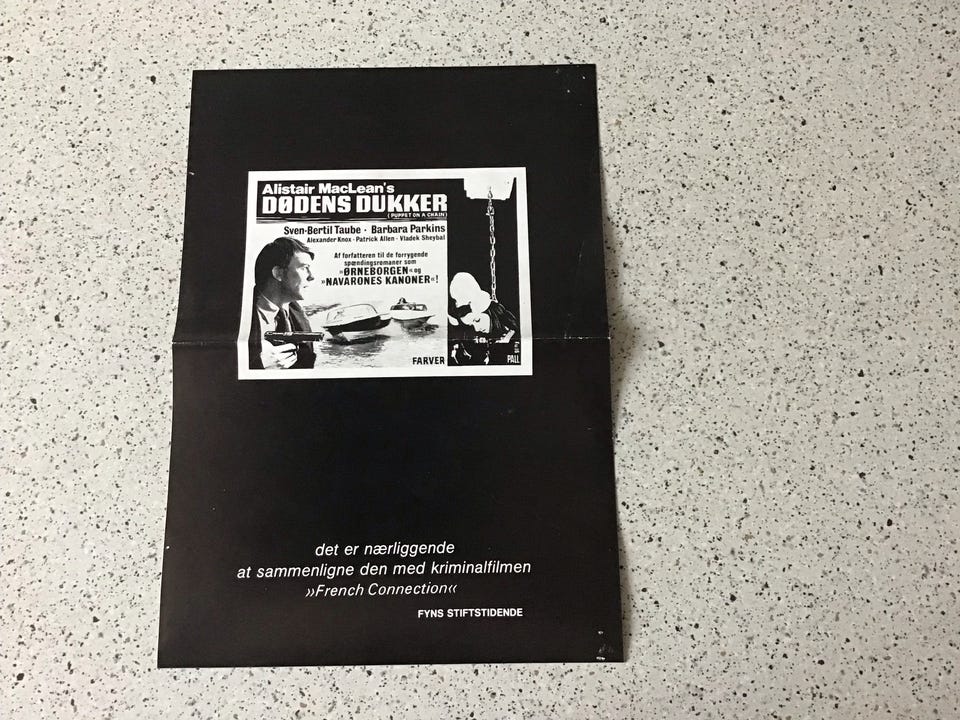 Alistair MacLean's
DØDENS DUKKER
(PUPPET ON A CHAIN)
Sven-Bertil Taube · Barbara Parkins
Alexander Knox · Patrick Allen · Vladek Sheybal
Af forfatteren til de forrygende
spændingsromaner som
»ØRNEBORGEN« og
»NAVARONES KANONER«!
FARVER
PALL
det er nærliggende
at sammenligne den med kriminalfilmen
»French Connection«
FYNS STIFTSTIDENDE